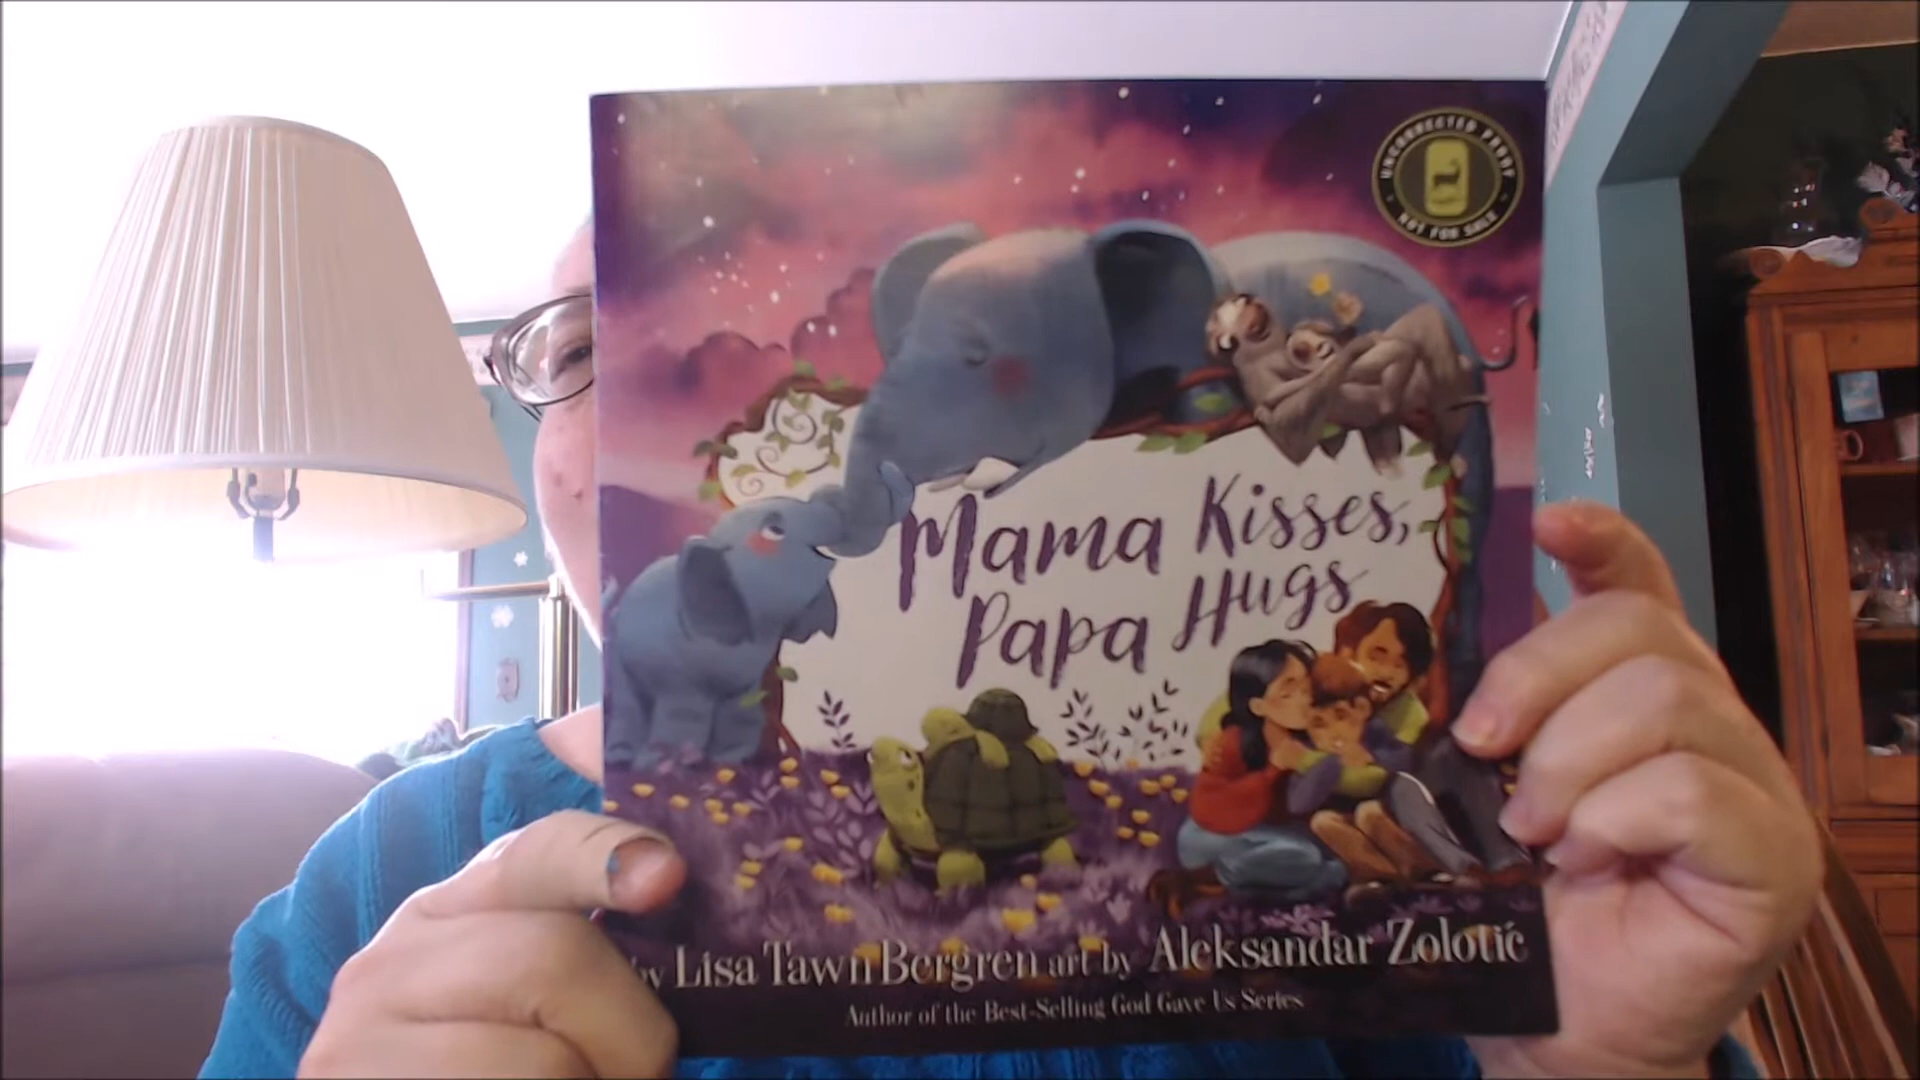 UNCORRECTED PROOF
NOT FOR SALE
Mama Kisses,
Papa Hugs
by Lisa Tawn Bergren art by Aleksandar Zolotić
Author of the Best-Selling God Gave Us Series